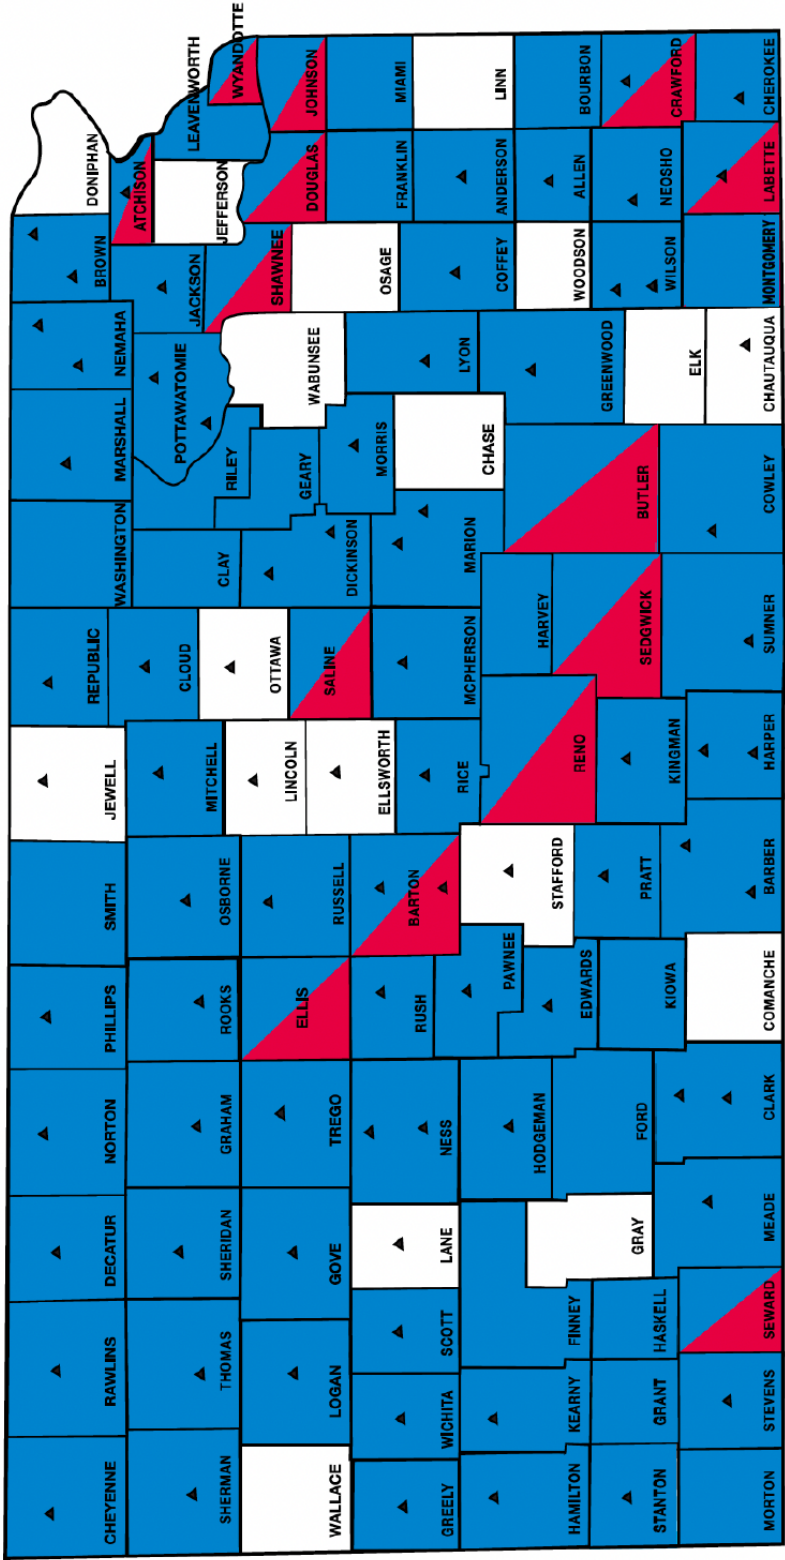 CHEYENNE
RAWLINS
DECATUR
NORTON
PHILLIPS
SMITH
JEWELL
REPUBLIC
WASHINGTON
MARSHALL
NEMAHA
BROWN
DONIPHAN
SHERMAN
THOMAS
SHERIDAN
GRAHAM
ROOKS
OSBORNE
MITCHELL
CLOUD
CLAY
RILEY
POTTAWATOMIE
JACKSON
ATCHISON
JEFFERSON
LEAVENWORTH
WYANDOTTE
WALLACE
LOGAN
GOVE
TREGO
ELLIS
RUSSELL
LINCOLN
OTTAWA
SALINE
DICKINSON
GEARY
WABUNSEE
SHAWNEE
DOUGLAS
JOHNSON
GREELY
WICHITA
SCOTT
LANE
NESS
RUSH
BARTON
ELLSWORTH
RICE
MCPHERSON
MARION
MORRIS
CHASE
LYON
OSAGE
COFFEY
FRANKLIN
ANDERSON
MIAMI
LINN
HAMILTON
KEARNY
FINNEY
HODGEMAN
PAWNEE
EDWARDS
STAFFORD
RENO
HARVEY
SEDGWICK
BUTLER
GREENWOOD
WOODSON
ALLEN
BOURBON
STANTON
GRANT
HASKELL
GRAY
FORD
KIOWA
PRATT
KINGMAN
ELK
WILSON
NEOSHO
CRAWFORD
MORTON
STEVENS
SEWARD
MEADE
CLARK
COMANCHE
BARBER
HARPER
SUMNER
COWLEY
CHAUTAUQUA
MONTGOMERY
LABETTE
CHEROKEE